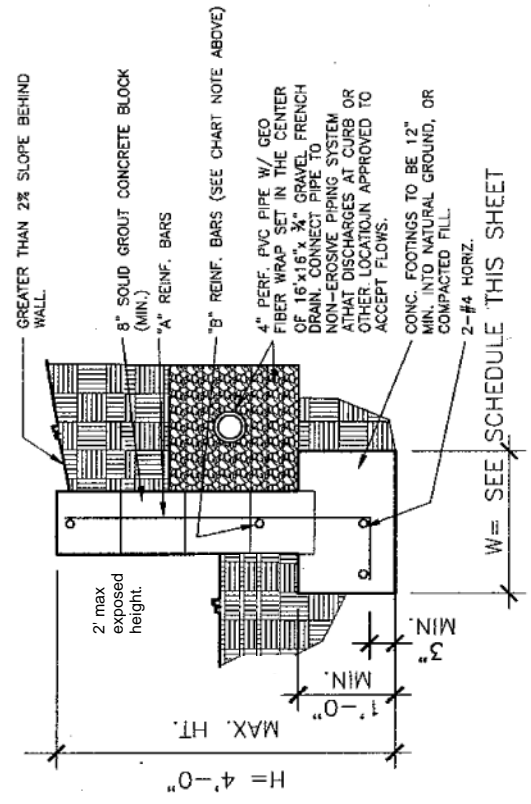 GREATER THAN 2% SLOPE BEHIND
WALL.
8" SOLID GROUT CONCRETE BLOCK
(MIN.)
"A" REINF. BARS
"B" REINF. BARS (SEE CHART NOTE ABOVE)
4" PERF. PVC PIPE W/ GEO
FIBER WRAP SET IN THE CENTER
OF 16"x16"x ¾" GRAVEL FRENCH
DRAIN. CONNECT PIPE TO
NON-EROSIVE PIPING SYSTEM
ATHAT DISCHARGES AT CURB OR
OTHER LOCATIOJN APPROVED TO
ACCEPT FLOWS.
CONC. FOOTINGS TO BE 12"
MIN. INTO NATURAL GROUND, OR
COMPACTED FILL.
2-#4 HORIZ.
2' max
exposed
height.
H= 4'-0"
MAX. HT.
1'-0"
MIN.
3"
MIN.
W= SEE SCHEDULE THIS SHEET